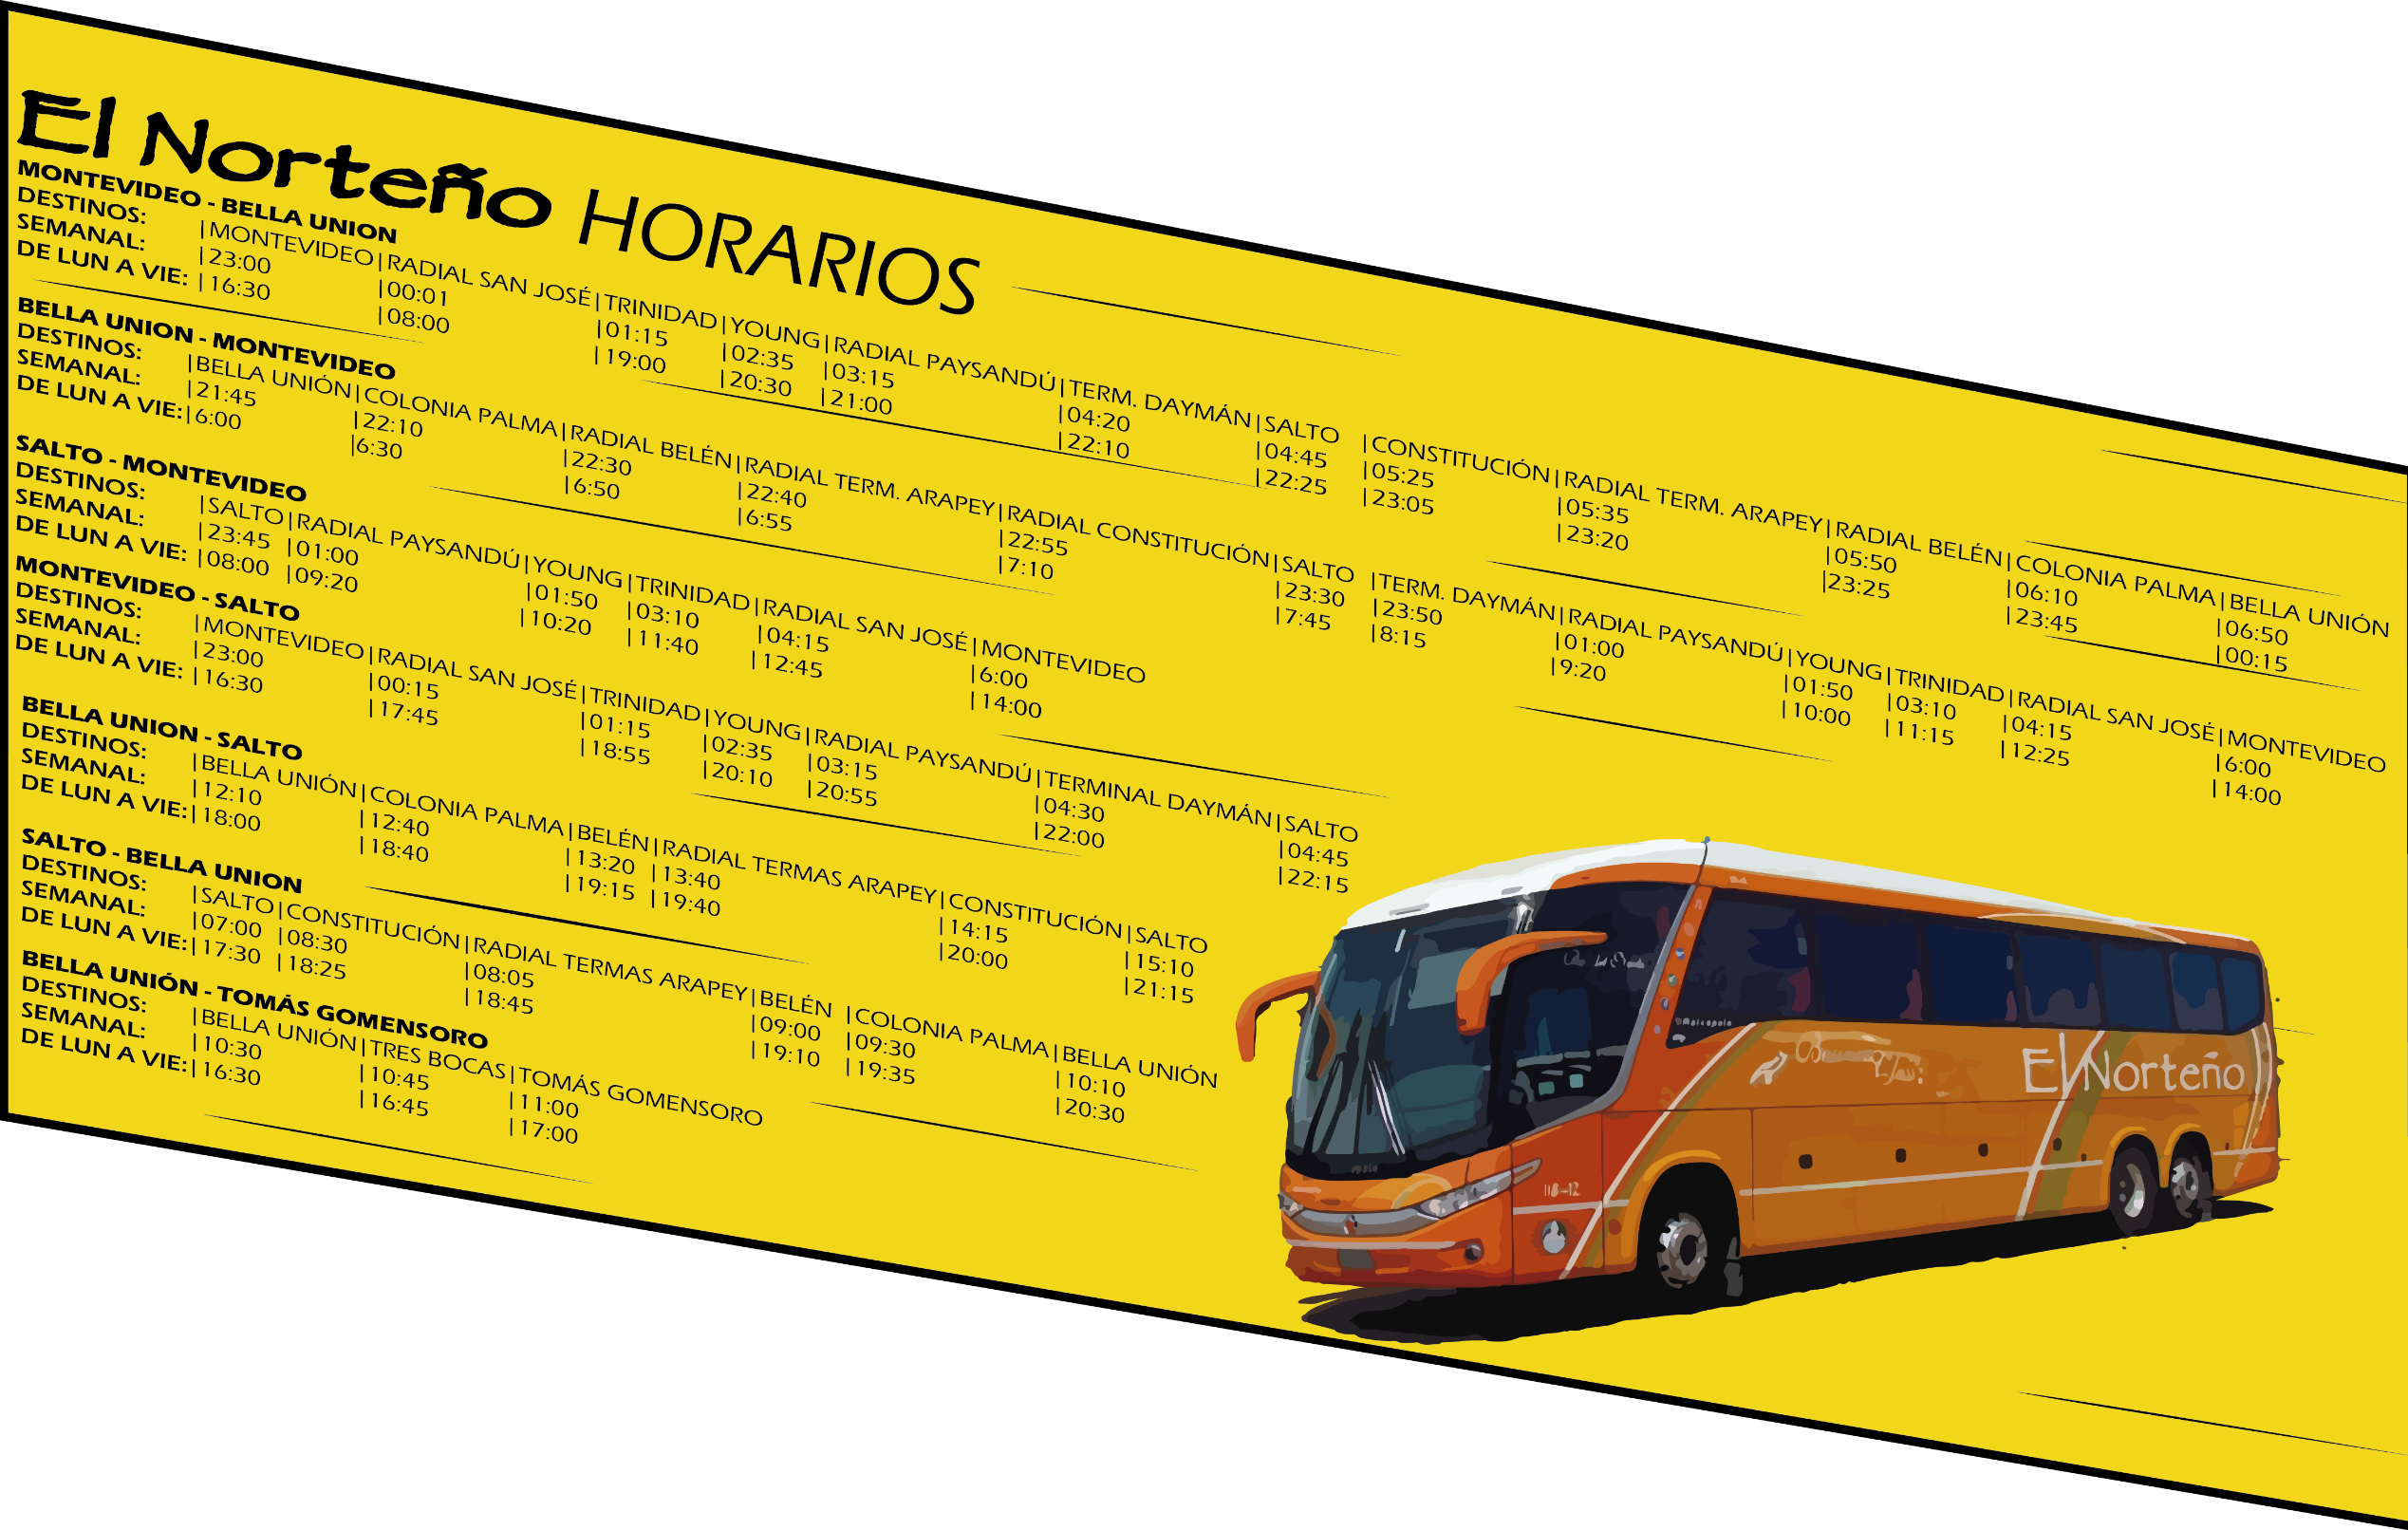 El Norteño HORARIOS
MONTEVIDEO - BELLA UNION
DESTINOS: |MONTEVIDEO|RADIAL SAN JOSÉ|TRINIDAD|YOUNG|RADIAL PAYSANDÚ|TERM. DAYMÁN|SALTO |CONSTITUCIÓN|RADIAL TERM. ARAPEY|RADIAL BELÉN|COLONIA PALMA|BELLA UNIÓN
SEMANAL: |23:00 |00:01 |01:15 |02:35 |03:15 |04:20 |04:45 |05:25 |05:35 |05:50 |06:10 |06:50
DE LUN A VIE: |16:30 |08:00 |19:00 |20:30 |21:00 |22:10 |22:25 |23:05 |23:20 |23:25 |23:45 |00:15
BELLA UNION - MONTEVIDEO
DESTINOS: |BELLA UNIÓN|COLONIA PALMA|RADIAL BELÉN|RADIAL TERM. ARAPEY|RADIAL CONSTITUCIÓN|SALTO |TERM. DAYMÁN|RADIAL PAYSANDÚ|YOUNG|TRINIDAD|RADIAL SAN JOSÉ|MONTEVIDEO
SEMANAL: |21:45 |22:10 |22:30 |22:40 |22:55 |23:30 |23:50 |01:00 |01:50 |03:10 |04:15 |6:00
DE LUN A VIE:|6:00 |6:30 |6:50 |6:55 |7:10 |7:45 |8:15 |9:20 |10:00 |11:15 |12:25 |14:00
SALTO - MONTEVIDEO
DESTINOS: |SALTO|RADIAL PAYSANDÚ|YOUNG|TRINIDAD|RADIAL SAN JOSÉ|MONTEVIDEO
SEMANAL: |23:45 |01:00 |01:50 |03:10 |04:15 |6:00
DE LUN A VIE: |08:00 |09:20 |10:20 |11:40 |12:45 |14:00
MONTEVIDEO - SALTO
DESTINOS: |MONTEVIDEO|RADIAL SAN JOSÉ|TRINIDAD|YOUNG|RADIAL PAYSANDÚ|TERMINAL DAYMÁN|SALTO
SEMANAL: |23:00 |00:15 |01:15 |02:35 |03:15 |04:30 |04:45
DE LUN A VIE: |16:30 |17:45 |18:55 |20:10 |20:55 |22:00 |22:15
BELLA UNION - SALTO
DESTINOS: |BELLA UNIÓN|COLONIA PALMA|BELÉN|RADIAL TERMAS ARAPEY|CONSTITUCIÓN|SALTO
SEMANAL: |12:10 |12:40 |13:20 |13:40 |14:15 |15:10
DE LUN A VIE:|18:00 |18:40 |19:15 |19:40 |20:00 |21:15
SALTO - BELLA UNION
DESTINOS: |SALTO|CONSTITUCIÓN|RADIAL TERMAS ARAPEY|BELÉN |COLONIA PALMA|BELLA UNIÓN
SEMANAL: |07:00 |08:30 |08:05 |09:00 |09:30 |10:10
DE LUN A VIE:|17:30 |18:25 |18:45 |19:10 |19:35 |20:30
BELLA UNIÓN - TOMÁS GOMENSORO
DESTINOS: |BELLA UNIÓN|TRES BOCAS|TOMÁS GOMENSORO
SEMANAL: |10:30 |10:45 |11:00
DE LUN A VIE:|16:30 |16:45 |17:00
El Norteño